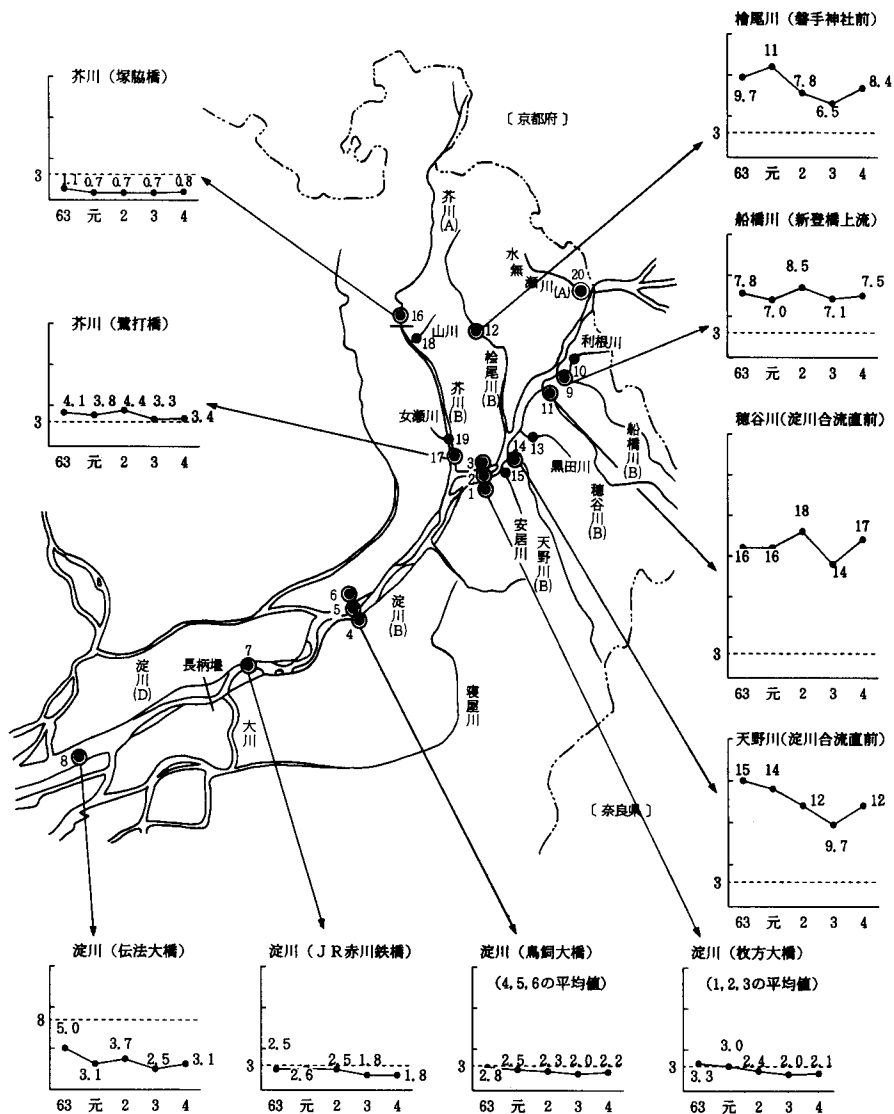 檜尾川（磐手神社前）
11
9.7
7.8
6.5
8.4
3
63 元 2 3 4
芥川（塚脇橋）
3
1.1 0.7 0.7 0.7 0.8
63 元 2 3 4
〔京都府〕
船橋川（新登橋上流）
7.8
7.0
8.5
7.1
7.5
3
63 元 2 3 4
芥川（鷺打橋）
4.1 3.8 4.4 3.3
3.4
3
63 元 2 3 4
穂谷川（淀川合流直前）
16
16
18
14
17
3
63 元 2 3 4
天野川（淀川合流直前）
15
14
12
9.7
12
3
63 元 2 3 4
芥川(A)
水無瀬川(A)
20
16
山川
18
12
利根川
10
9
桧尾川(B)
11
芥川(B)
女瀬川
19
17
船橋川(B)
14
13
黒田川
3
2
15
1
穂谷川(B)
安居川
天野川(B)
6
5
4
淀川(B)
7
長柄堰
淀川(D)
大川
寝屋川
8
〔奈良県〕
淀川（伝法大橋）
8
5.0
3.1
3.7
2.5
3.1
63 元 2 3 4
淀川（ＪＲ赤川鉄橋）
3
2.5
2.6
2.5
1.8
1.8
63 元 2 3 4
淀川（鳥飼大橋）
(4,5,6の平均値)
3
2.8
2.5
2.3
2.0
2.2
63 元 2 3 4
淀川（枚方大橋）
(1,2,3の平均値)
3
3.3
3.0
2.4
2.0
2.1
63 元 2 3 4